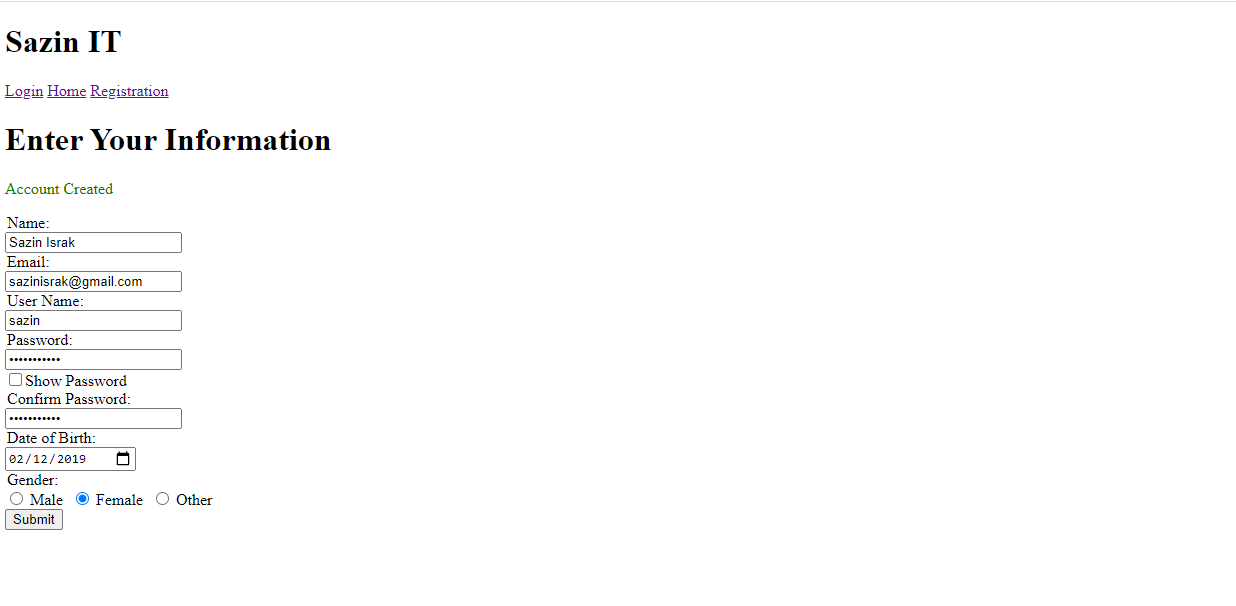 Sazin IT
Login Home Registration
Enter Your Information
Account Created
Name:
Sazin Israk
Email:
sazinisrak@gmail.com
User Name:
sazin
Password:
•••••••••••
Show Password
Confirm Password:
•••••••••••
Date of Birth:
02/12/2019
Gender:
Male Female Other
Submit